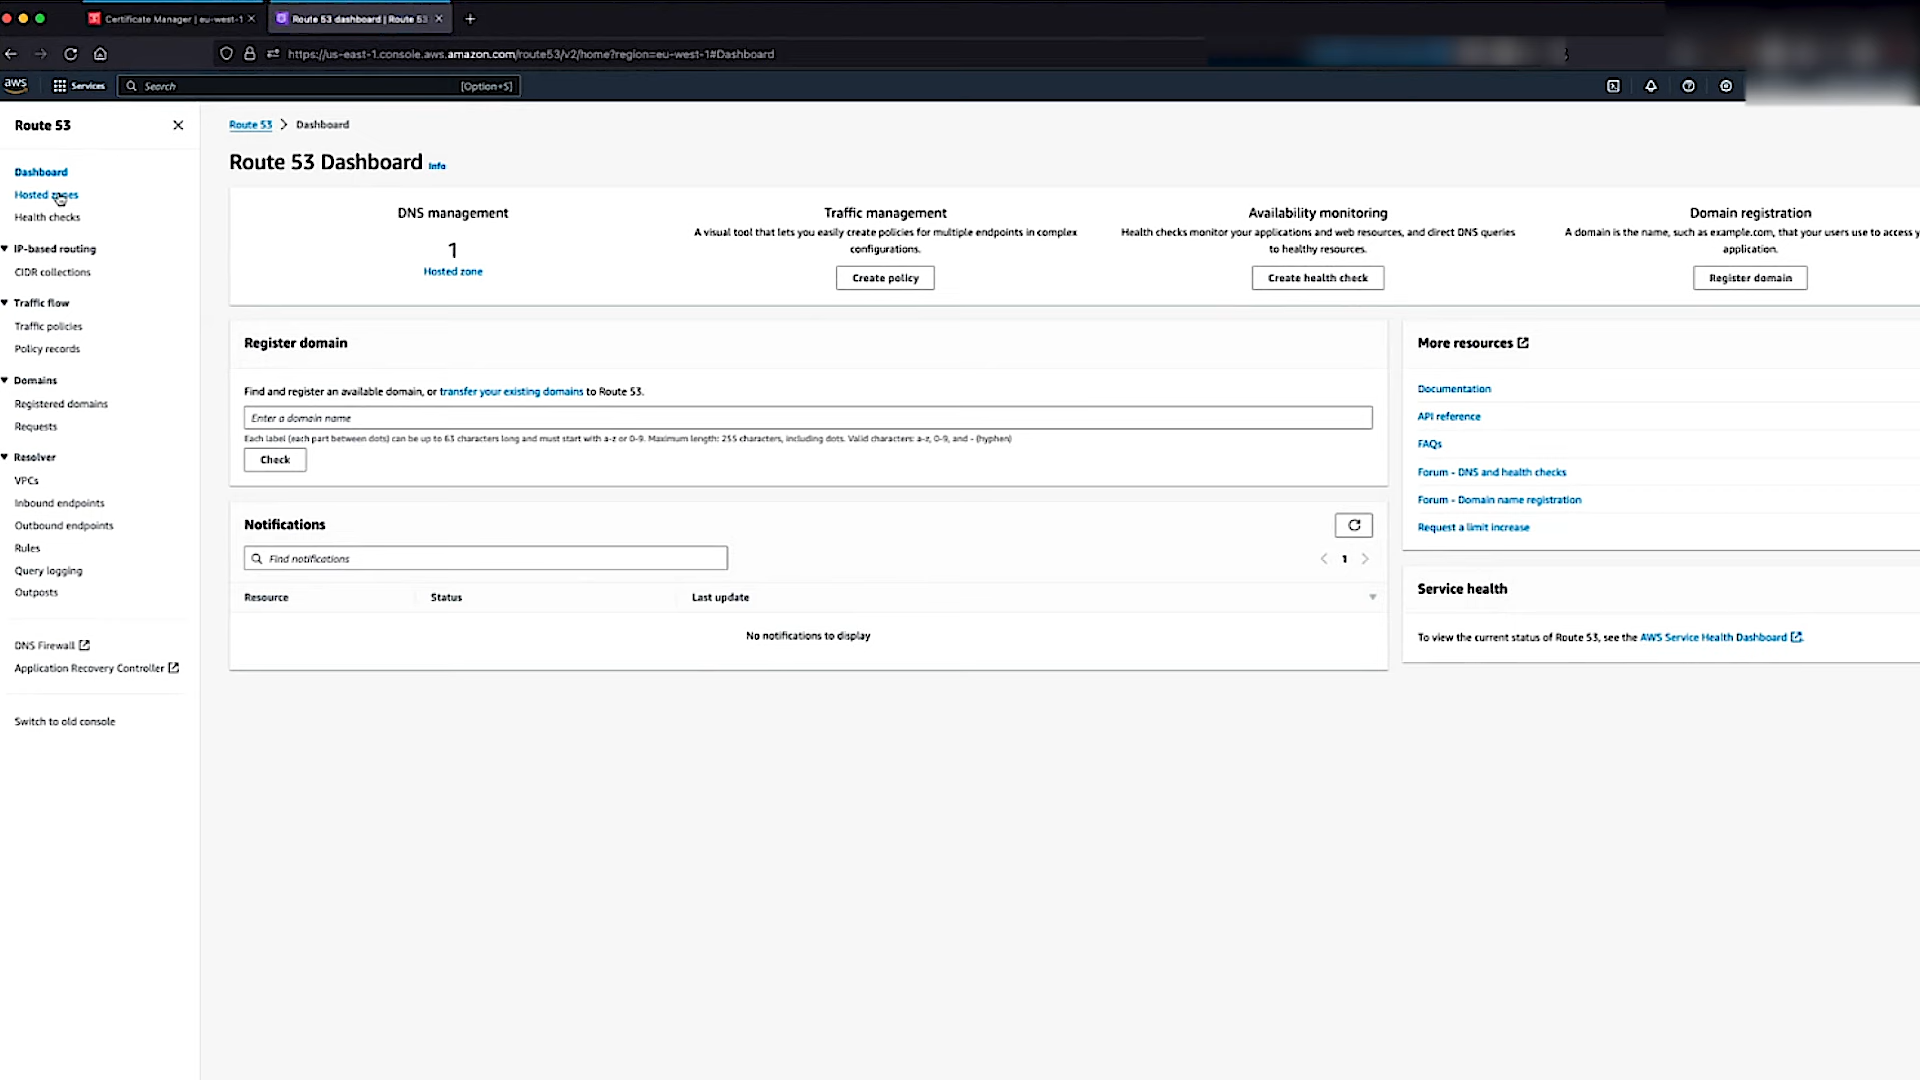 Certificate Manager | eu-west-1
Route 53 dashboard | Route 53
https://us-east-1.console.aws.amazon.com/route53/v2/home?region=eu-west-1#Dashboard
aws
Services
Search
[Option+S]
Route 53
Dashboard
Hosted zones
Health checks
IP-based routing
CIDR collections
Traffic flow
Traffic policies
Policy records
Domains
Registered domains
Requests
Resolver
VPCs
Inbound endpoints
Outbound endpoints
Rules
Query logging
Outposts
DNS Firewall
Application Recovery Controller
Switch to old console
Route 53 > Dashboard
Route 53 Dashboard Info
DNS management
1
Hosted zone
Traffic management
A visual tool that lets you easily create policies for multiple endpoints in complex
configurations.
Create policy
Availability monitoring
Health checks monitor your applications and web resources, and direct DNS queries
to healthy resources.
Create health check
Domain registration
A domain is the name, such as example.com, that your users use to access y
application.
Register domain
Register domain
Find and register an available domain, or transfer your existing domains to Route 53.
Enter a domain name
Each label (each part between dots) can be up to 63 characters long and must start with a-z or 0-9. Maximum length: 255 characters, including dots. Valid characters: a-z, 0-9, and - (hyphen)
Check
Notifications
Find notifications
1
Resource
Status
Last update
No notifications to display
More resources
Documentation
API reference
FAQs
Forum - DNS and health checks
Forum - Domain name registration
Request a limit increase
Service health
To view the current status of Route 53, see the AWS Service Health Dashboard.